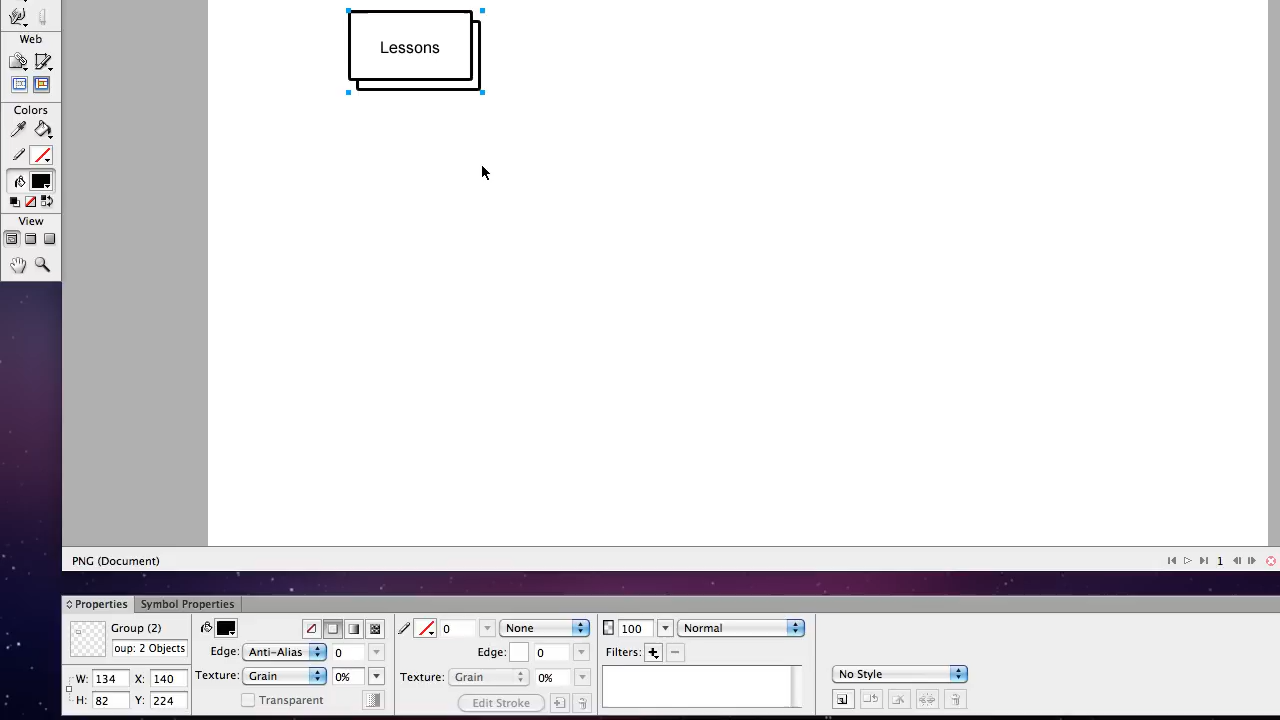 Lessons
Web
Colors
View
PNG (Document)
1
Properties
Symbol Properties
Group (2)
oup: 2 Objects
W: 134 X: 140
H: 82 Y: 224
Edge: Anti-Alias 0
Texture: Grain 0%
Transparent
0 None
Edge: 0
Texture: Grain 0%
Edit Stroke
100 Normal
Filters:
No Style